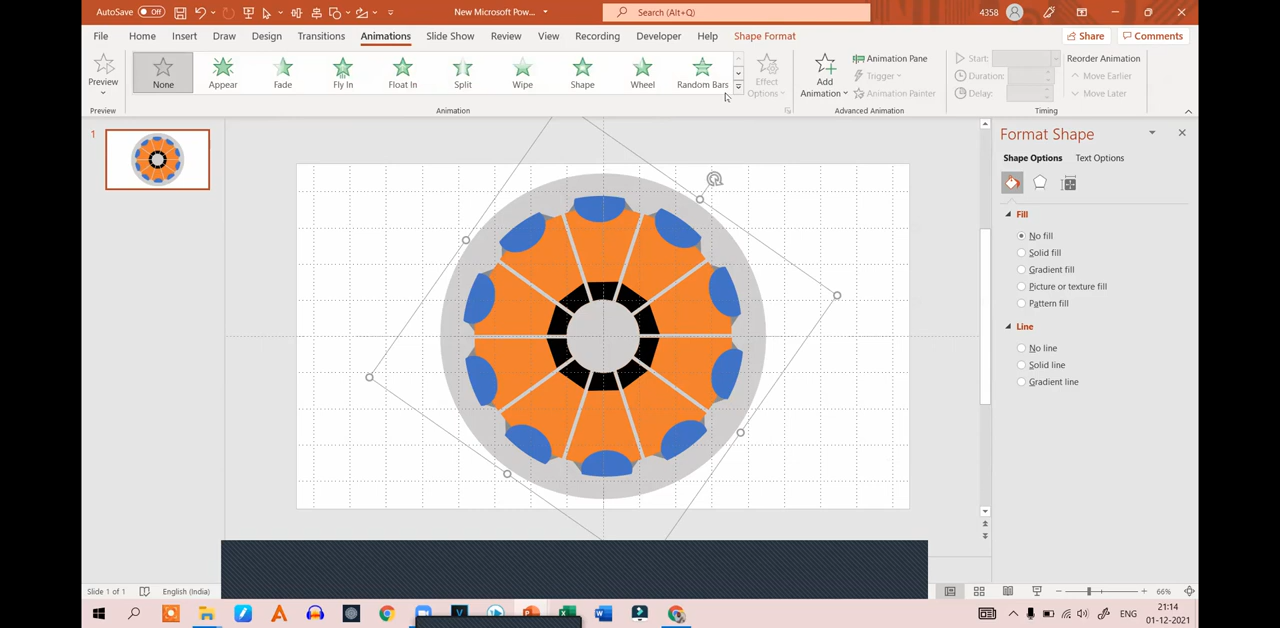 AutoSave Off New Microsoft Pow... Search (Alt+Q) 4358
File Home Insert Draw Design Transitions Animations Slide Show Review View Recording Developer Help Shape Format Share Comments
Preview None Appear Fade Fly In Float In Split Wipe Shape Wheel Random Bars Effect Options Add Animation Animation Pane Trigger Animation Painter Start: Duration: Delay: Reorder Animation Move Earlier Move Later
Preview Animation Advanced Animation Timing
1
Format Shape
Shape Options Text Options
Fill
No fill
Solid fill
Gradient fill
Picture or texture fill
Pattern fill
Line
No line
Solid line
Gradient line
Slide 1 of 1 English (India) 66%
ENG 21:14
01-12-2021